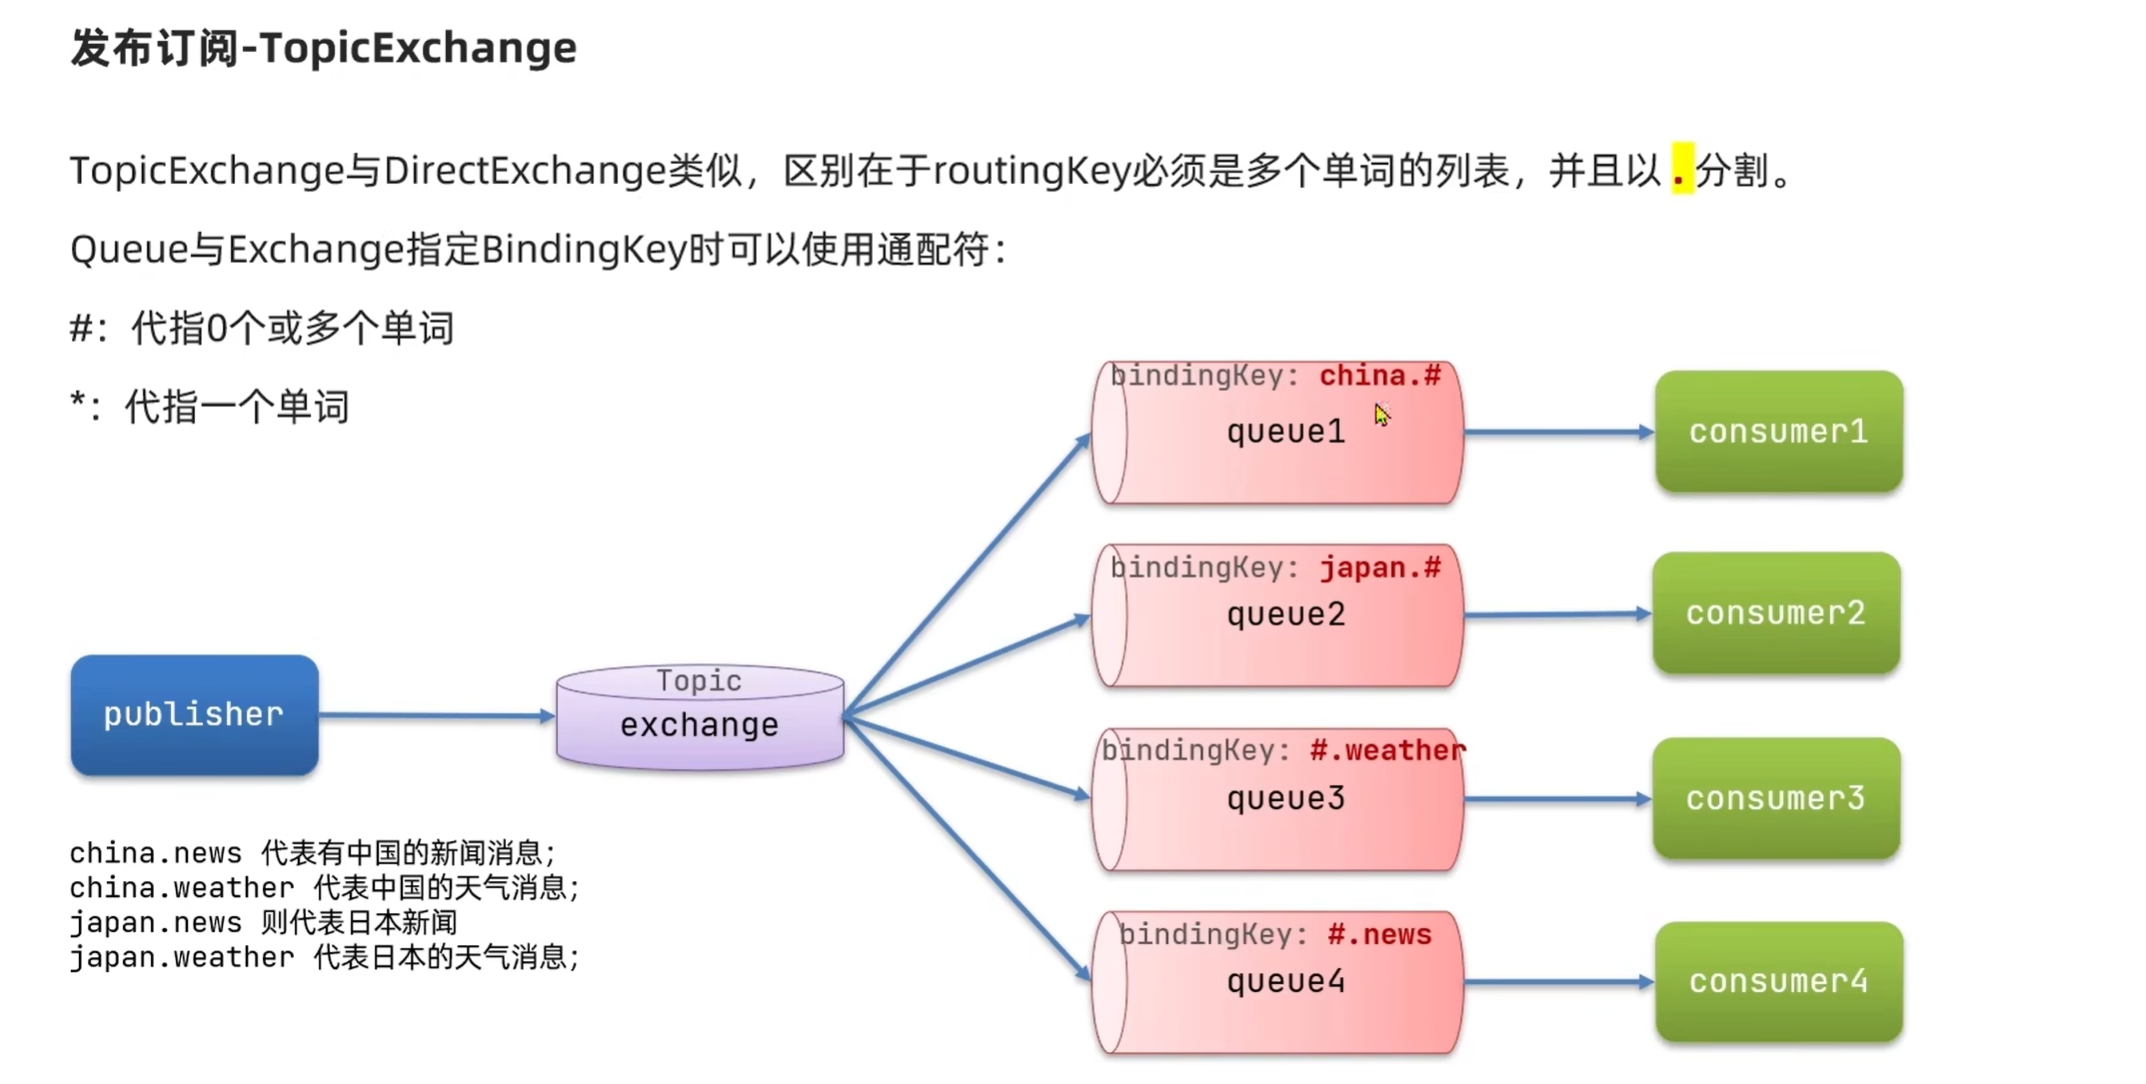 发布订阅-TopicExchange
TopicExchange与DirectExchange类似，区别在于routingKey必须是多个单词的列表，并且以 . 分割。
Queue与Exchange指定BindingKey时可以使用通配符：
#：代指0个或多个单词
*：代指一个单词
bindingKey: china.#
queue1
consumer1
bindingKey: japan.#
queue2
consumer2
publisher
Topic
exchange
bindingKey: #.weather
queue3
consumer3
bindingKey: #.news
queue4
consumer4
china.news 代表有中国的新闻消息；
china.weather 代表中国的天气消息；
japan.news 则代表日本新闻
japan.weather 代表日本的天气消息；